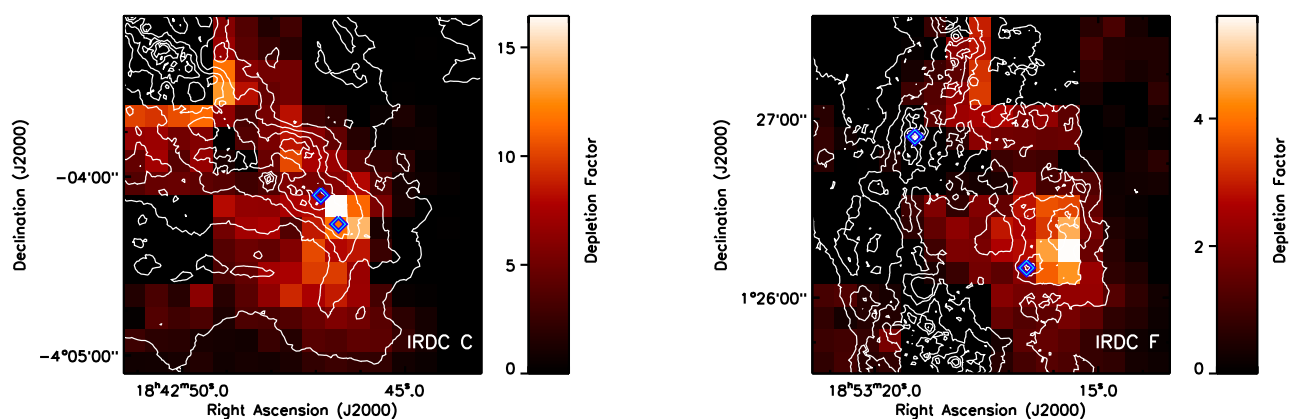 Declination (J2000)
-04'00"
-4°05'00"
IRDC C
18ʰ42ᵐ50ˢ.0
45ˢ.0
Right Ascension (J2000)
15
10
5
0
Depletion Factor
Declination (J2000)
27'00"
1°26'00"
IRDC F
18ʰ53ᵐ20ˢ.0
15ˢ.0
Right Ascension (J2000)
4
2
0
Depletion Factor